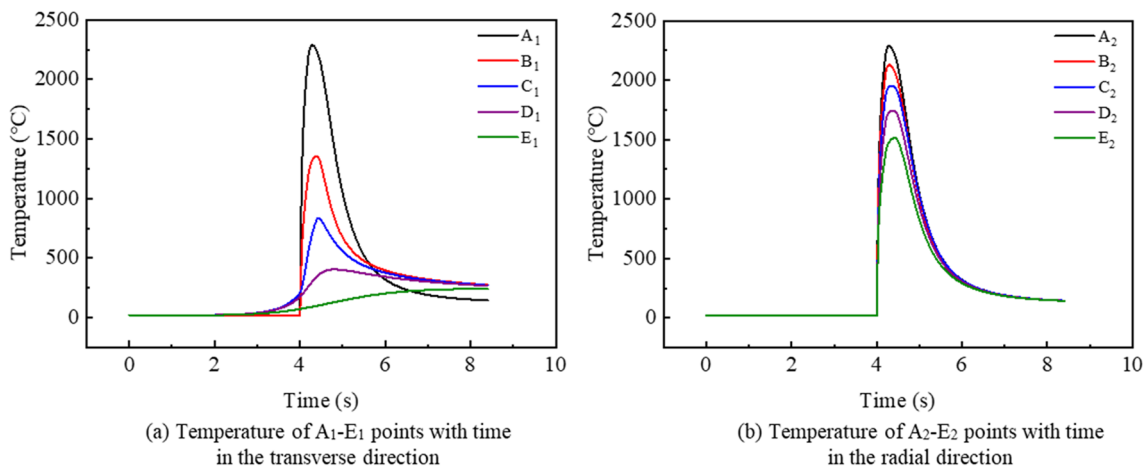 2500
2000
1500
1000
500
0
Temperature (°C)
A₁
B₁
C₁
D₁
E₁
0 2 4 6 8 10
Time (s)
(a) Temperature of A₁-E₁ points with time
in the transverse direction
2500
2000
1500
1000
500
0
Temperature (°C)
A₂
B₂
C₂
D₂
E₂
0 2 4 6 8 10
Time (s)
(b) Temperature of A₂-E₂ points with time
in the radial direction